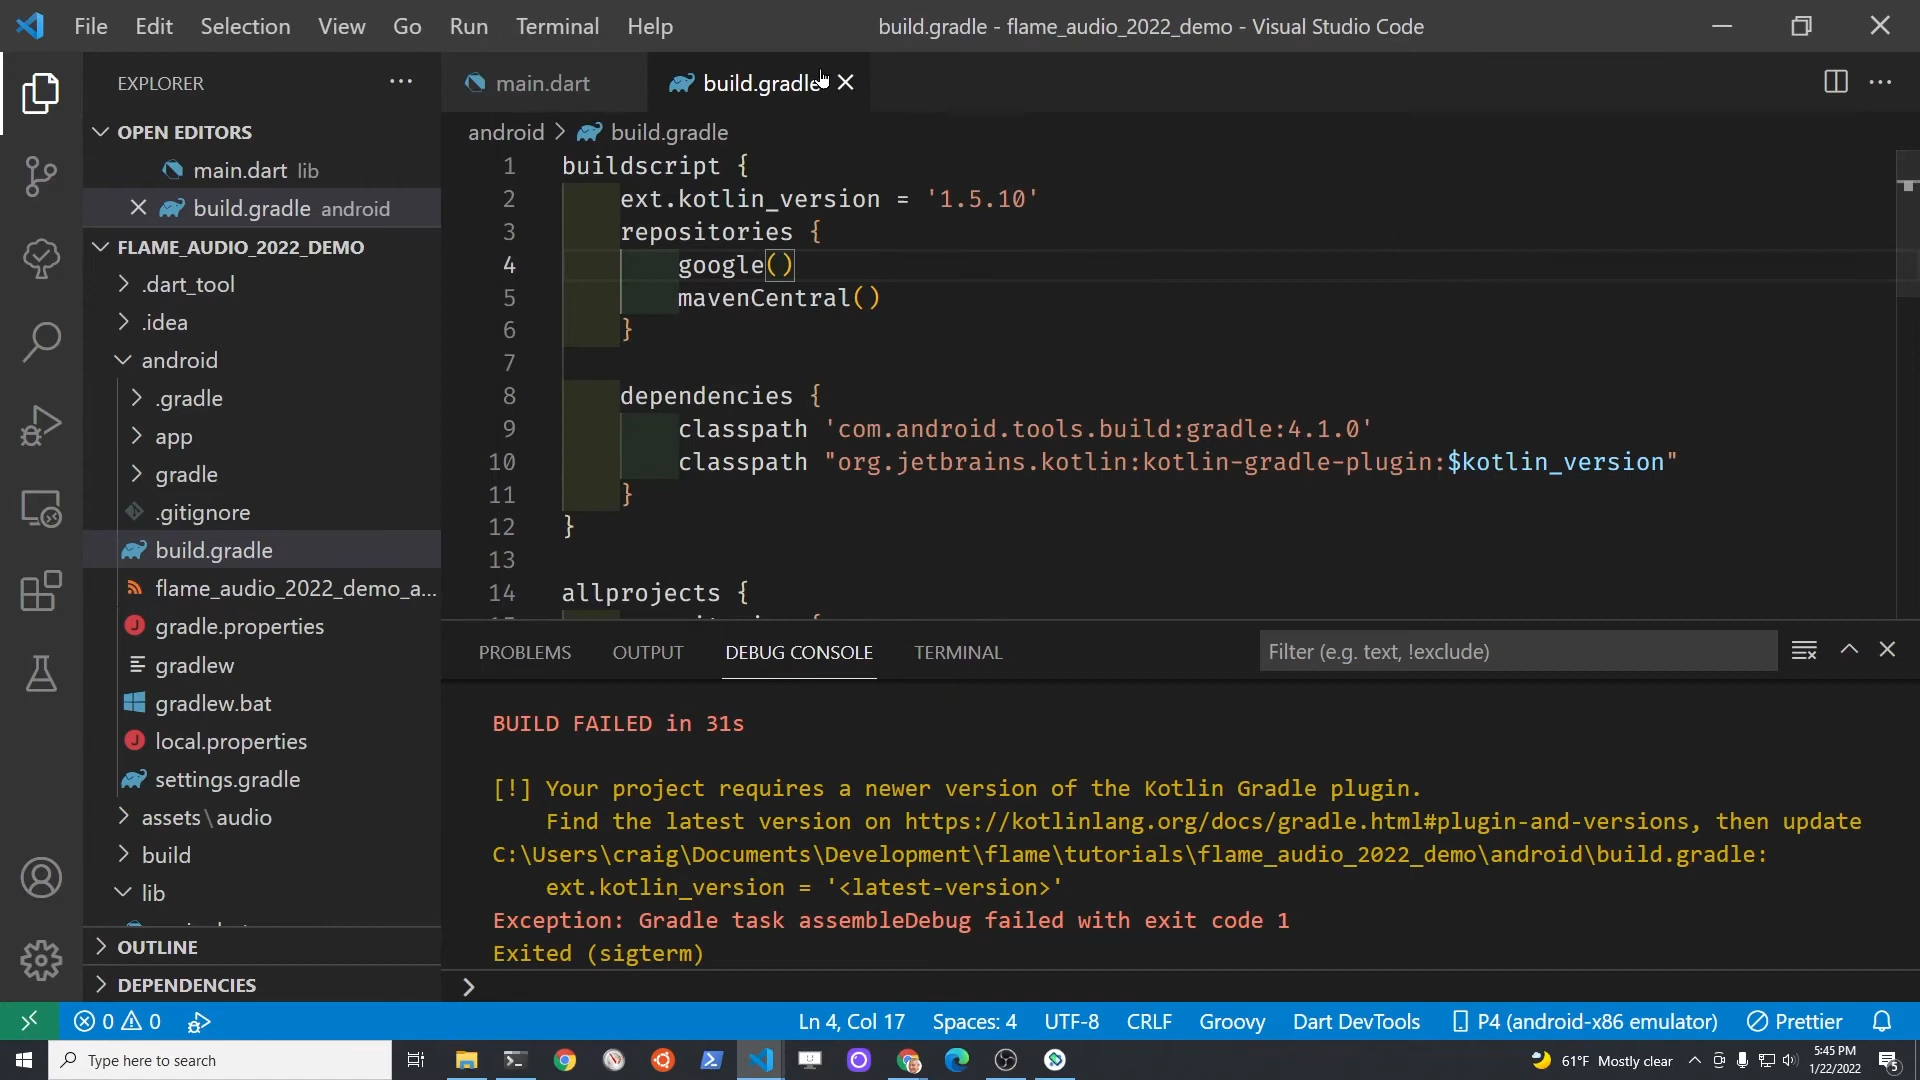 File Edit Selection View Go Run Terminal Help build.gradle - flame_audio_2022_demo - Visual Studio Code
EXPLORER
OPEN EDITORS
main.dart lib
build.gradle android
FLAME_AUDIO_2022_DEMO
.dart_tool
.idea
android
.gradle
app
gradle
.gitignore
build.gradle
flame_audio_2022_demo_a...
gradle.properties
gradlew
gradlew.bat
local.properties
settings.gradle
assets\audio
build
lib
OUTLINE
DEPENDENCIES
main.dart build.gradle
android > build.gradle
1 buildscript {
2 ext.kotlin_version = '1.5.10'
3 repositories {
4 google()
5 mavenCentral()
6 }
7
8 dependencies {
9 classpath 'com.android.tools.build:gradle:4.1.0'
10 classpath "org.jetbrains.kotlin:kotlin-gradle-plugin:$kotlin_version"
11 }
12 }
13
14 allprojects {
PROBLEMS OUTPUT DEBUG CONSOLE TERMINAL Filter (e.g. text, !exclude)
BUILD FAILED in 31s
[!] Your project requires a newer version of the Kotlin Gradle plugin.
Find the latest version on https://kotlinlang.org/docs/gradle.html#plugin-and-versions, then update
C:\Users\craig\Documents\Development\flame\tutorials\flame_audio_2022_demo\android\build.gradle:
ext.kotlin_version = '<latest-version>'
Exception: Gradle task assembleDebug failed with exit code 1
Exited (sigterm)
>
0 0 Ln 4, Col 17 Spaces: 4 UTF-8 CRLF Groovy Dart DevTools P4 (android-x86 emulator) Prettier
Type here to search 61°F Mostly clear 5:45 PM
1/22/2022 5